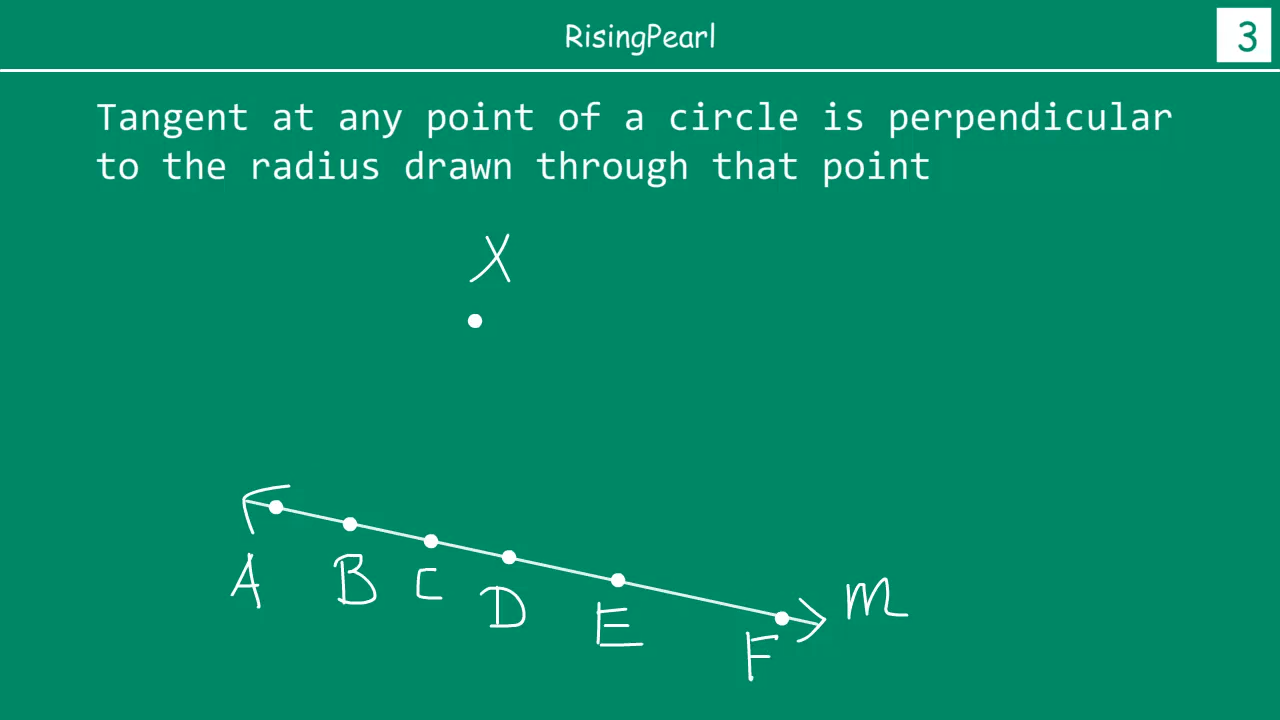 RisingPearl
3
Tangent at any point of a circle is perpendicular
to the radius drawn through that point
X
A B C D E F m